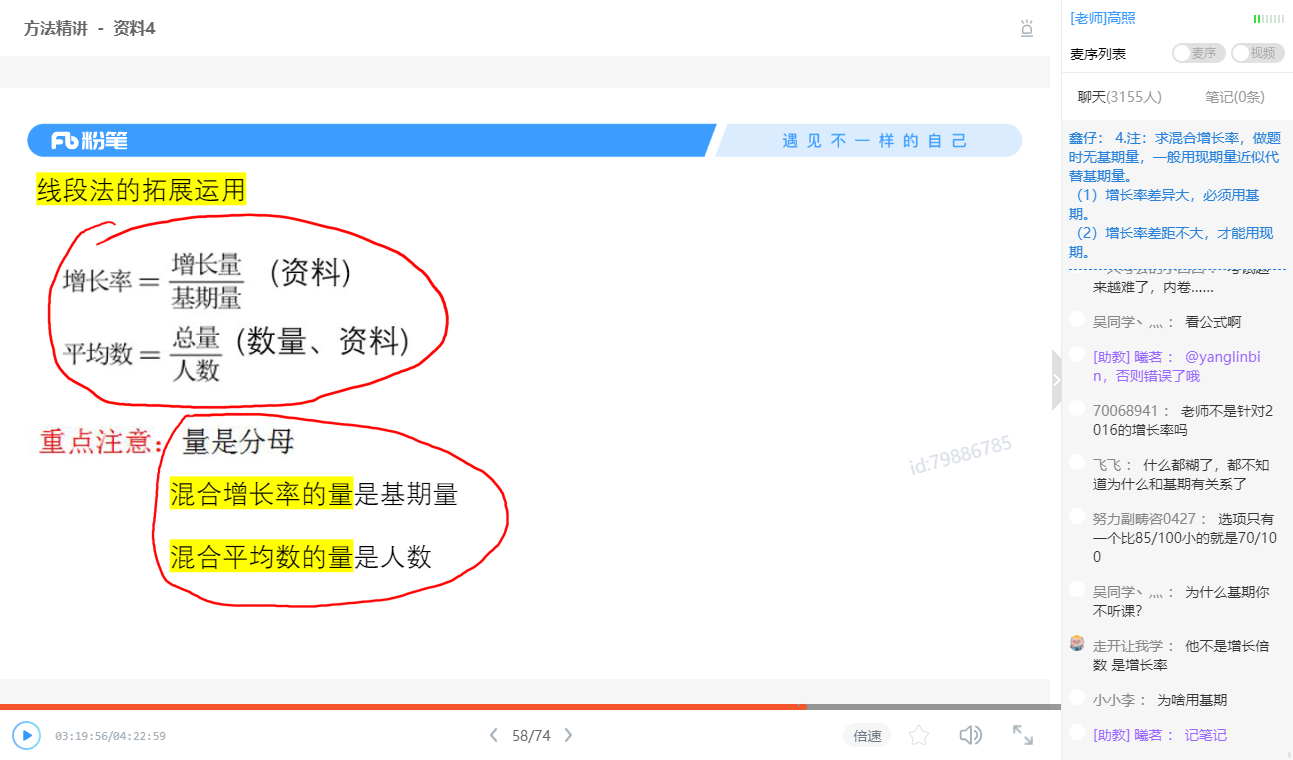 方法精讲 - 资料4
粉笔
遇见不一样的自己
线段法的拓展运用
增长率 = 增长量/基期量 (资料)
平均数 = 总量/人数 (数量、资料)
重点注意: 量是分母
混合增长率的量是基期量
混合平均数的量是人数
id:79886785
03:19:56/04:22:59
58/74
倍速
[老师]高照
麦序列表
麦序
视频
聊天(3155人)
笔记(0条)
鑫仔： 4.注：求混合增长率，做题
时无基期量，一般用现期量近似代
替基期量。
（1）增长率差异大，必须用基
期。
（2）增长率差距不大，才能用现
期。
来越难了，内卷......
吴同学丶灬： 看公式啊
[助教] 曦茗： @yanglinbi
n，否则错误了哦
70068941： 老师不是针对2
016的增长率吗
飞飞： 什么都糊了，都不知
道为什么和基期有关系了
努力副畴咨0427： 选项只有
一个比85/100小的就是70/10
0
吴同学丶灬： 为什么基期你
不听课?
走开让我学： 他不是增长倍
数 是增长率
小小李： 为啥用基期
[助教] 曦茗： 记笔记